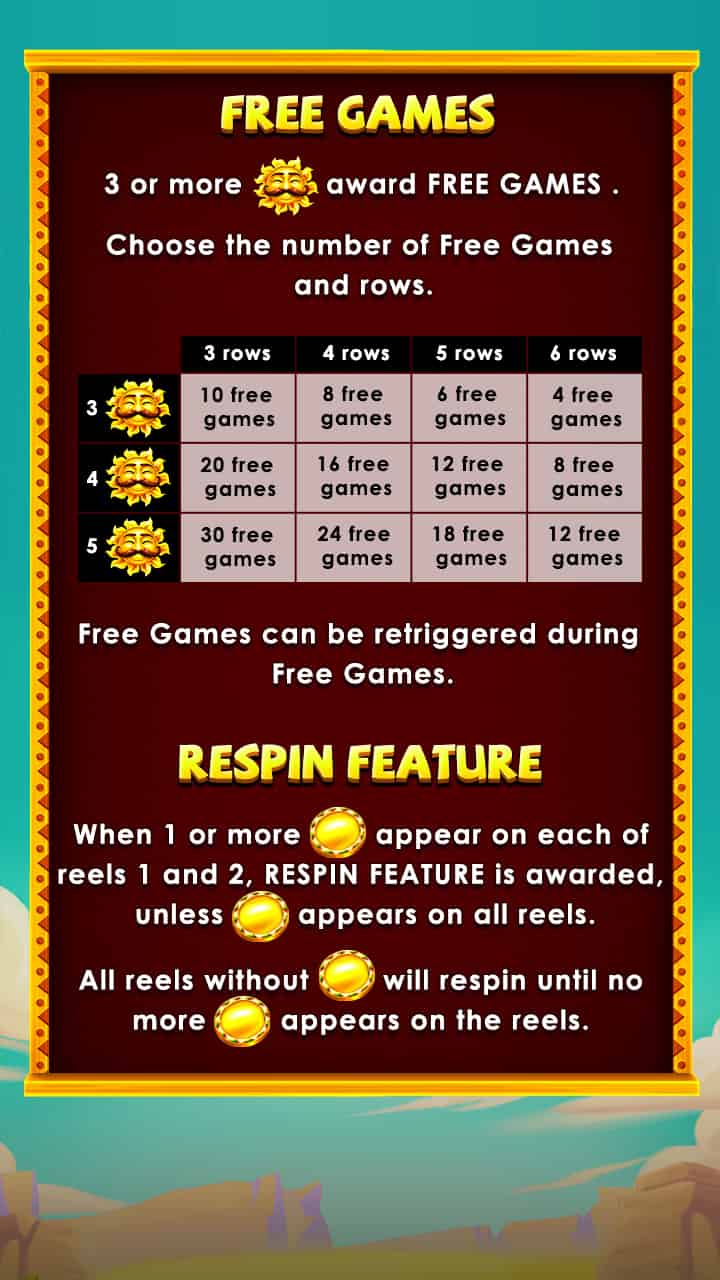 FREE GAMES
3 or more award FREE GAMES .
Choose the number of Free Games
and rows.
3 rows 4 rows 5 rows 6 rows
3 10 free games 8 free games 6 free games 4 free games
4 20 free games 16 free games 12 free games 8 free games
5 30 free games 24 free games 18 free games 12 free games
Free Games can be retriggered during
Free Games.
RESPIN FEATURE
When 1 or more appear on each of
reels 1 and 2, RESPIN FEATURE is awarded,
unless appears on all reels.
All reels without will respin until no
more appears on the reels.